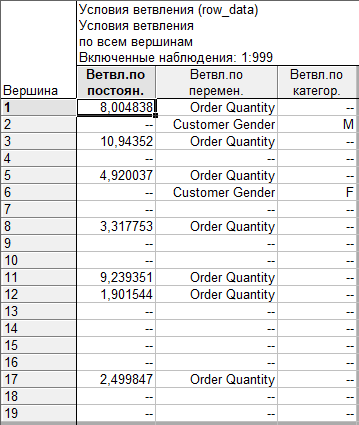 Условия ветвления (row_data)
Условия ветвления
по всем вершинам
Включенные наблюдения: 1:999
Вершина Ветвл.по постоян. Ветвл.по перемен. Ветвл.по категор.
1 8,004838 Order Quantity --
2 -- Customer Gender M
3 10,94352 Order Quantity --
4 -- -- --
5 4,920037 Order Quantity --
6 -- Customer Gender F
7 -- -- --
8 3,317753 Order Quantity --
9 -- -- --
10 -- -- --
11 9,239351 Order Quantity --
12 1,901544 Order Quantity --
13 -- -- --
14 -- -- --
15 -- -- --
16 -- -- --
17 2,499847 Order Quantity --
18 -- -- --
19 -- -- --